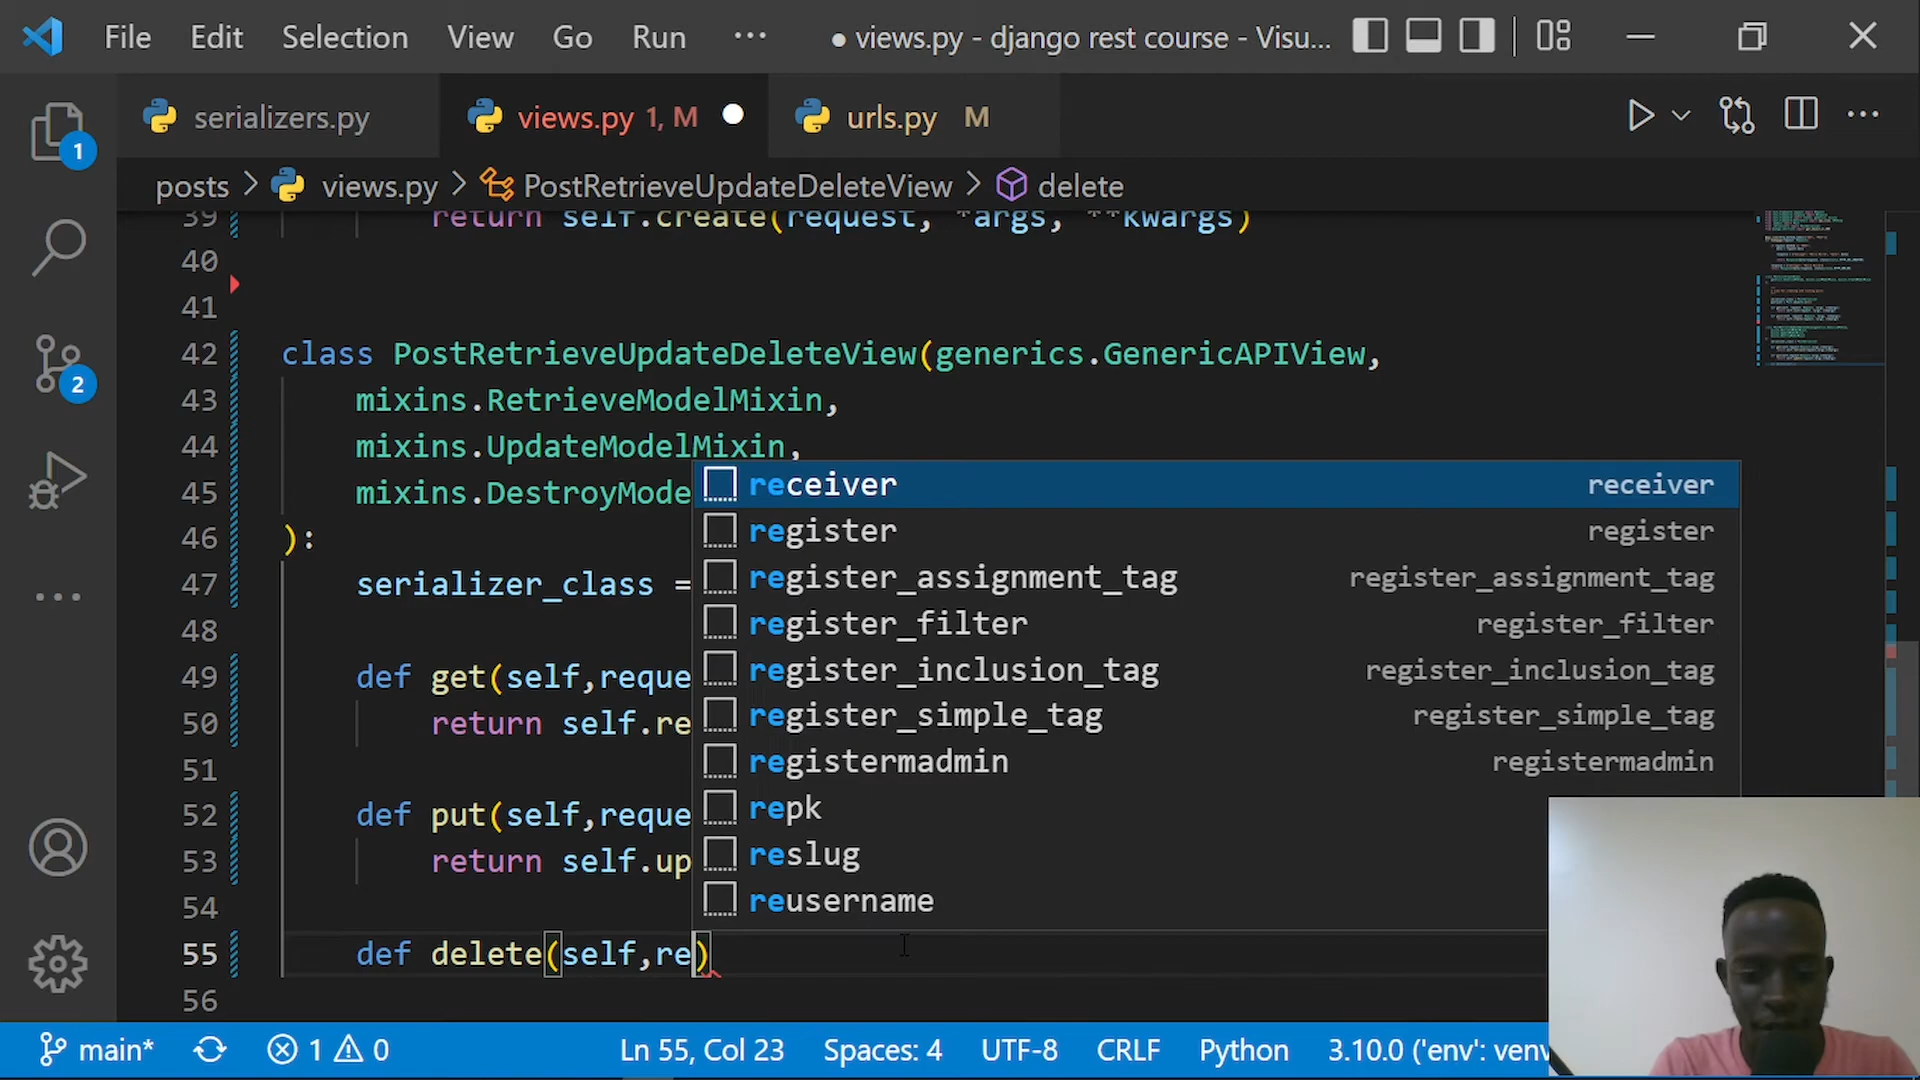 File Edit Selection View Go Run ··· ● views.py - django rest course - Visu...
serializers.py views.py 1, M urls.py M
posts > views.py > PostRetrieveUpdateDeleteView > delete
39 return self.create(request, *args, **kwargs)
40
41
42 class PostRetrieveUpdateDeleteView(generics.GenericAPIView,
43 mixins.RetrieveModelMixin,
44 mixins.UpdateModelMixin,
45 mixins.DestroyMode
46 ):
47 serializer_class =
48
49 def get(self,reque
50 return self.re
51
52 def put(self,reque
53 return self.up
54
55 def delete(self,re)
56
receiver receiver
register register
register_assignment_tag register_assignment_tag
register_filter register_filter
register_inclusion_tag register_inclusion_tag
register_simple_tag register_simple_tag
registermadmin registermadmin
repk
reslug
reusername
1
2
main* 1 0 Ln 55, Col 23 Spaces: 4 UTF-8 CRLF Python 3.10.0 ('env': venv